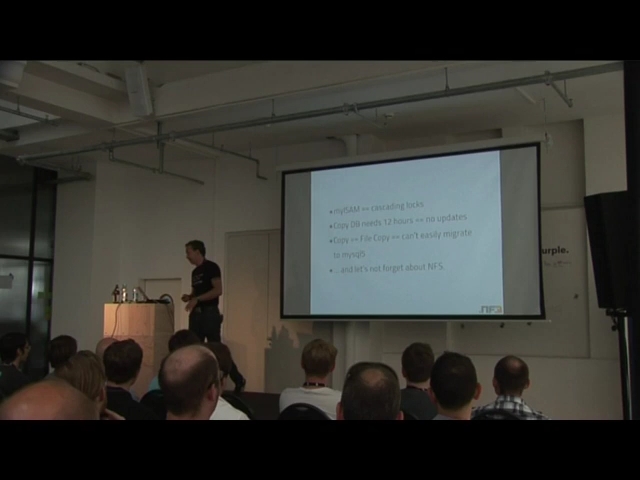 myISAM == cascading locks
Copy DB needs 12 hours == no updates
Copy == File Copy == can't easily migrate
to mysql5
... and let's not forget about NFS
urple.